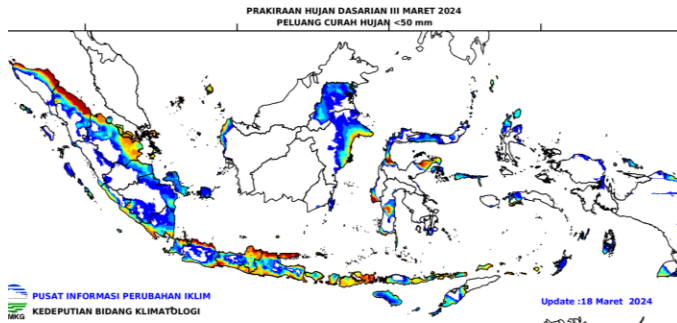 PRAKIRAAN HUJAN DASARIAN III MARET 2024
PELUANG CURAH HUJAN <50 mm
PUSAT INFORMASI PERUBAHAN IKLIM
KEDEPUTIAN BIDANG KLIMATOLOGI
MKG
Update :18 Maret 2024